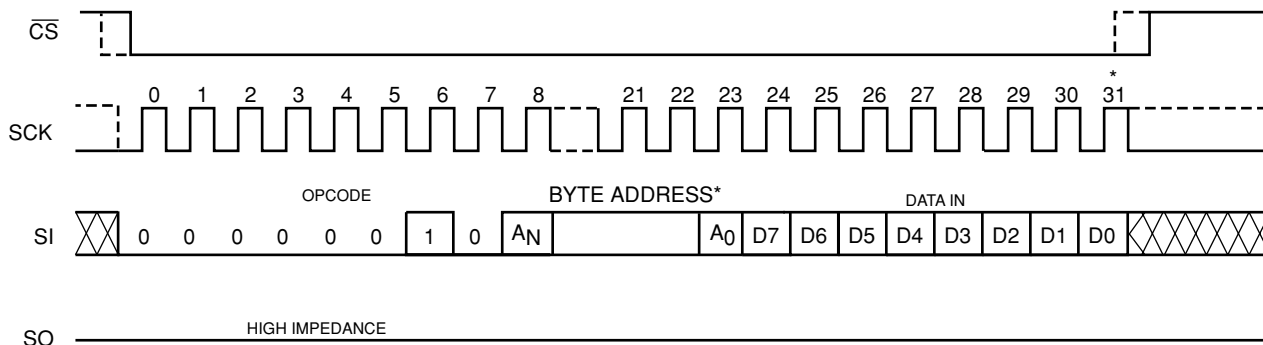 CS
*
0 1 2 3 4 5 6 7 8 21 22 23 24 25 26 27 28 29 30 31
SCK
OPCODE BYTE ADDRESS* DATA IN
SI 0 0 0 0 0 0 1 0 AN A0 D7 D6 D5 D4 D3 D2 D1 D0
HIGH IMPEDANCE
SO